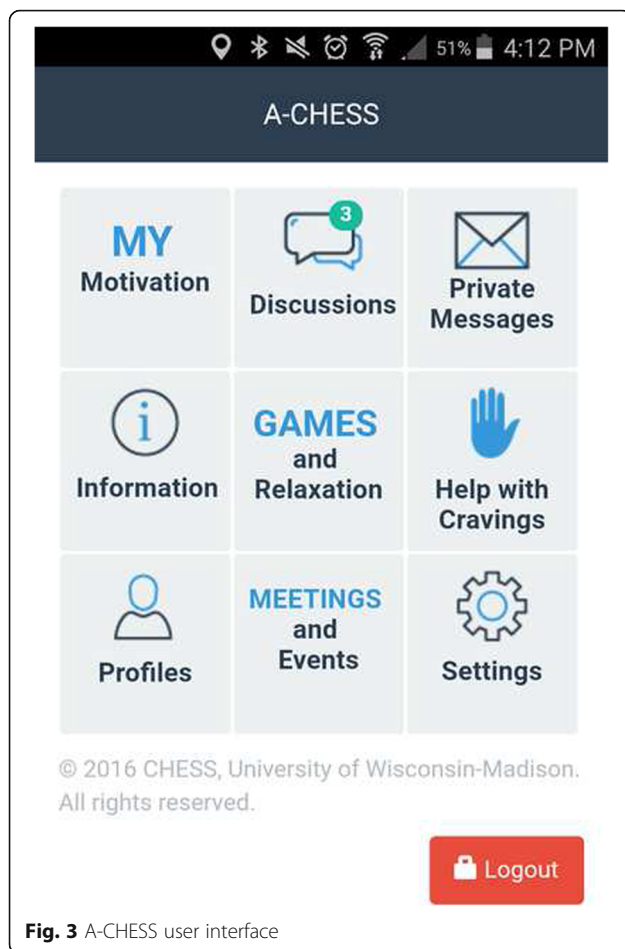 51% 4:12 PM
A-CHESS
MY
Motivation
3
Discussions
Private
Messages
i
Information
GAMES
and
Relaxation
Help with
Cravings
Profiles
MEETINGS
and
Events
Settings
© 2016 CHESS, University of Wisconsin-Madison.
All rights reserved.
Logout
Fig. 3 A-CHESS user interface